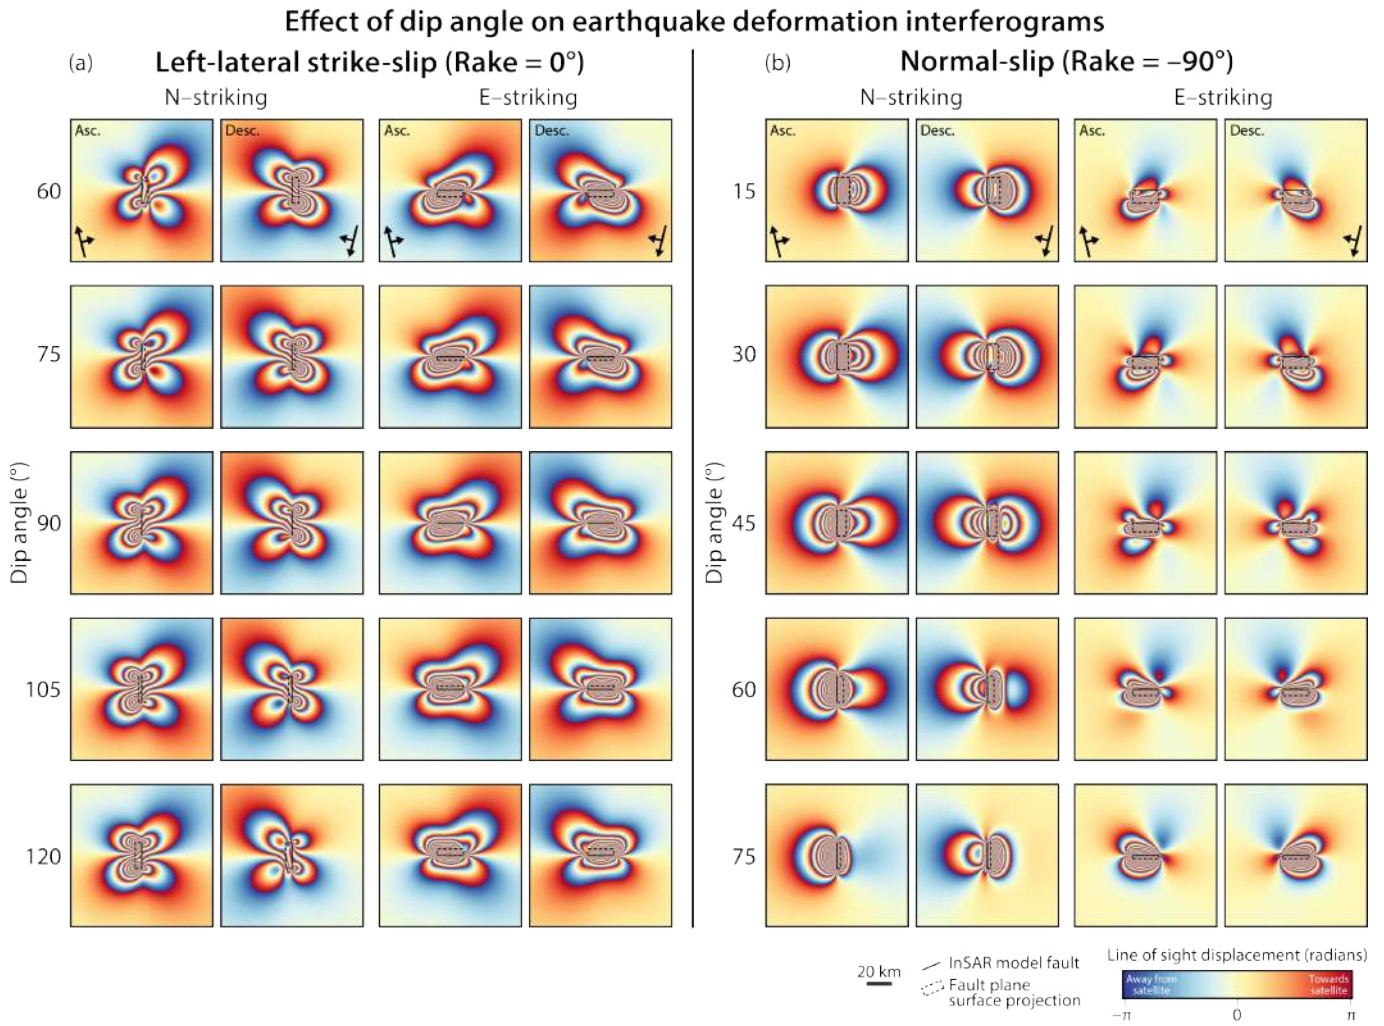 Effect of dip angle on earthquake deformation interferograms
(a) Left-lateral strike-slip (Rake = 0°)
N–striking E–striking
Asc. Desc. Asc. Desc.
60
75
90
105
120
Dip angle (°)
(b) Normal-slip (Rake = –90°)
N–striking E–striking
Asc. Desc. Asc. Desc.
15
30
45
60
75
Dip angle (°)
20 km
InSAR model fault
Fault plane
surface projection
Line of sight displacement (radians)
Away from
satellite
Towards
satellite
−π 0 π